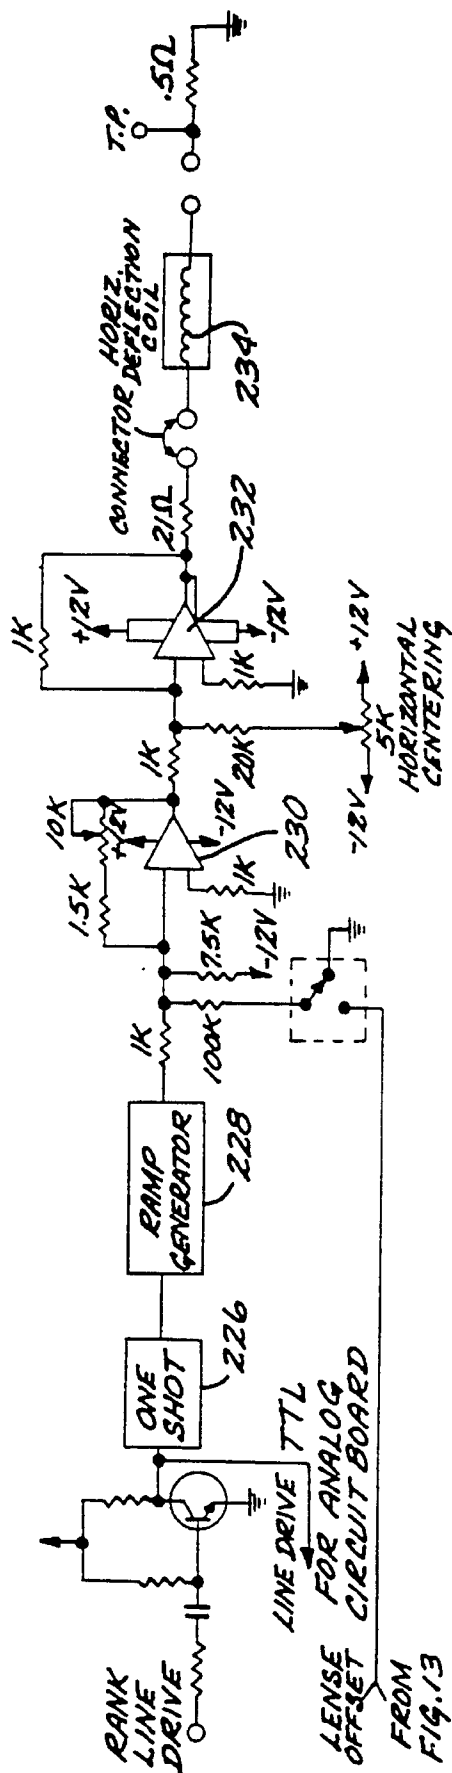 RANK
LINE
DRIVE
LINE DRIVE TTL
FOR ANALOG
CIRCUIT BOARD
LENSE
OFFSET
FROM
FIG.13
ONE
SHOT
226
RAMP
GENERATOR
228
1K
100K
7.5K
-12V
1.5K
10K
+12V
-12V
1K
230
1K
20K
-12V
5K
+12V
HORIZONTAL
CENTERING
1K
+12V
-12V
1K
232
21Ω
CONNECTOR
HORIZ.
DEFLECTION
COIL
234
T.P.
.5Ω